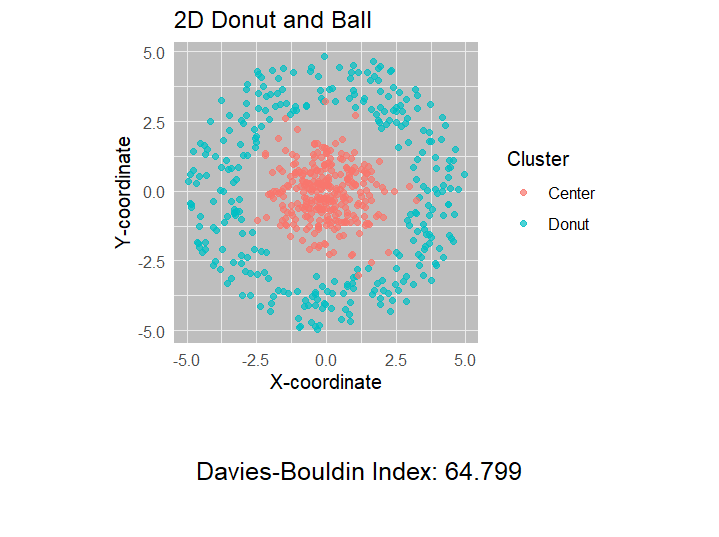 2D Donut and Ball
5.0
2.5
0.0
-2.5
-5.0
Y-coordinate
-5.0 -2.5 0.0 2.5 5.0
X-coordinate
Cluster
Center
Donut
Davies-Bouldin Index: 64.799